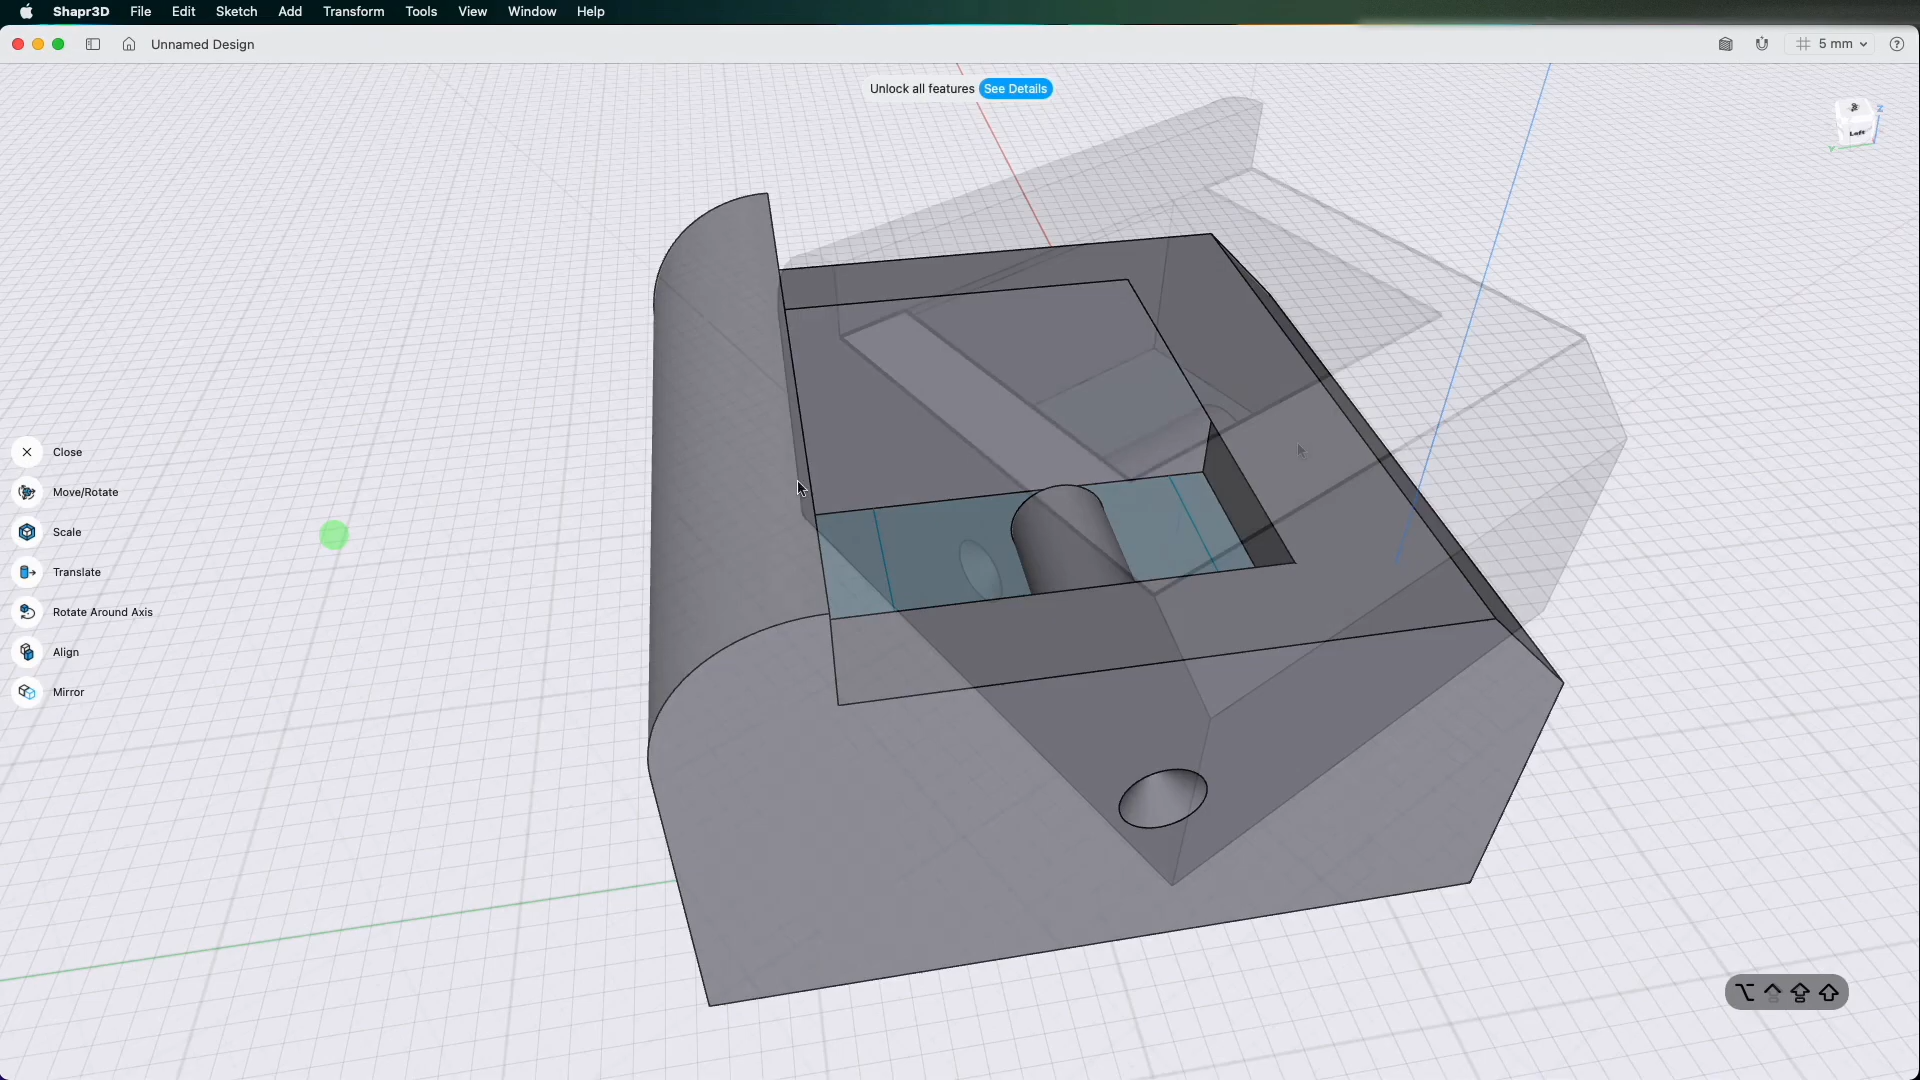 Shapr3D File Edit Sketch Add Transform Tools View Window Help
Unnamed Design
5 mm
Unlock all features See Details
Z
Left
Y
Close
Move/Rotate
Scale
Translate
Rotate Around Axis
Align
Mirror